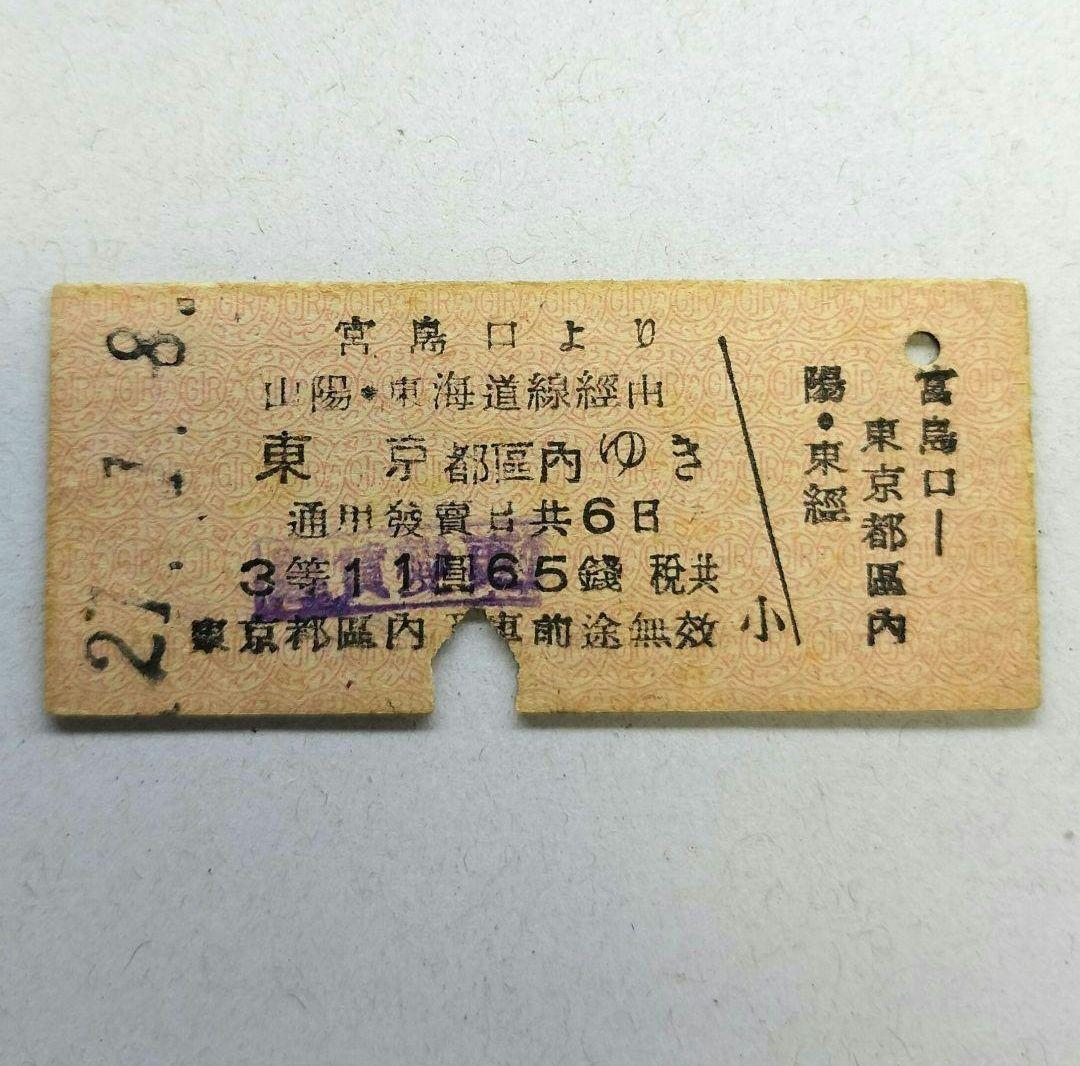 宮島口より
山陽・東海道線經由
東京都區內ゆき
通用發賣日共6日
3等11圓65錢 稅共
東京都區內 車前途無效
小
宮島口ー
東京都區內
陽・東經